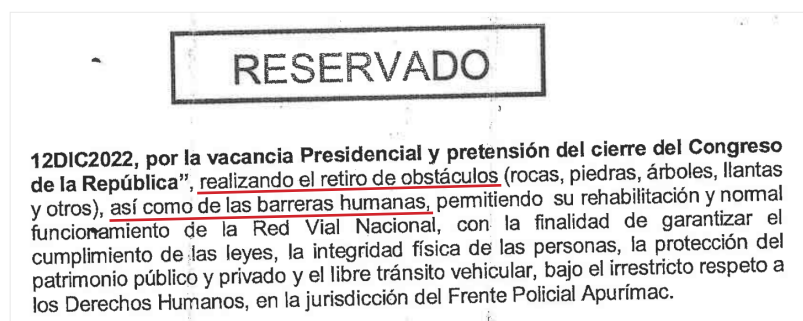 RESERVADO
12DIC2022, por la vacancia Presidencial y pretensión del cierre del Congreso
de la República”, realizando el retiro de obstáculos (rocas, piedras, árboles, llantas
y otros), así como de las barreras humanas, permitiendo su rehabilitación y normal
funcionamiento de la Red Vial Nacional, con la finalidad de garantizar el
cumplimiento de las leyes, la integridad física de las personas, la protección del
patrimonio público y privado y el libre tránsito vehicular, bajo el irrestricto respeto a
los Derechos Humanos, en la jurisdicción del Frente Policial Apurímac.